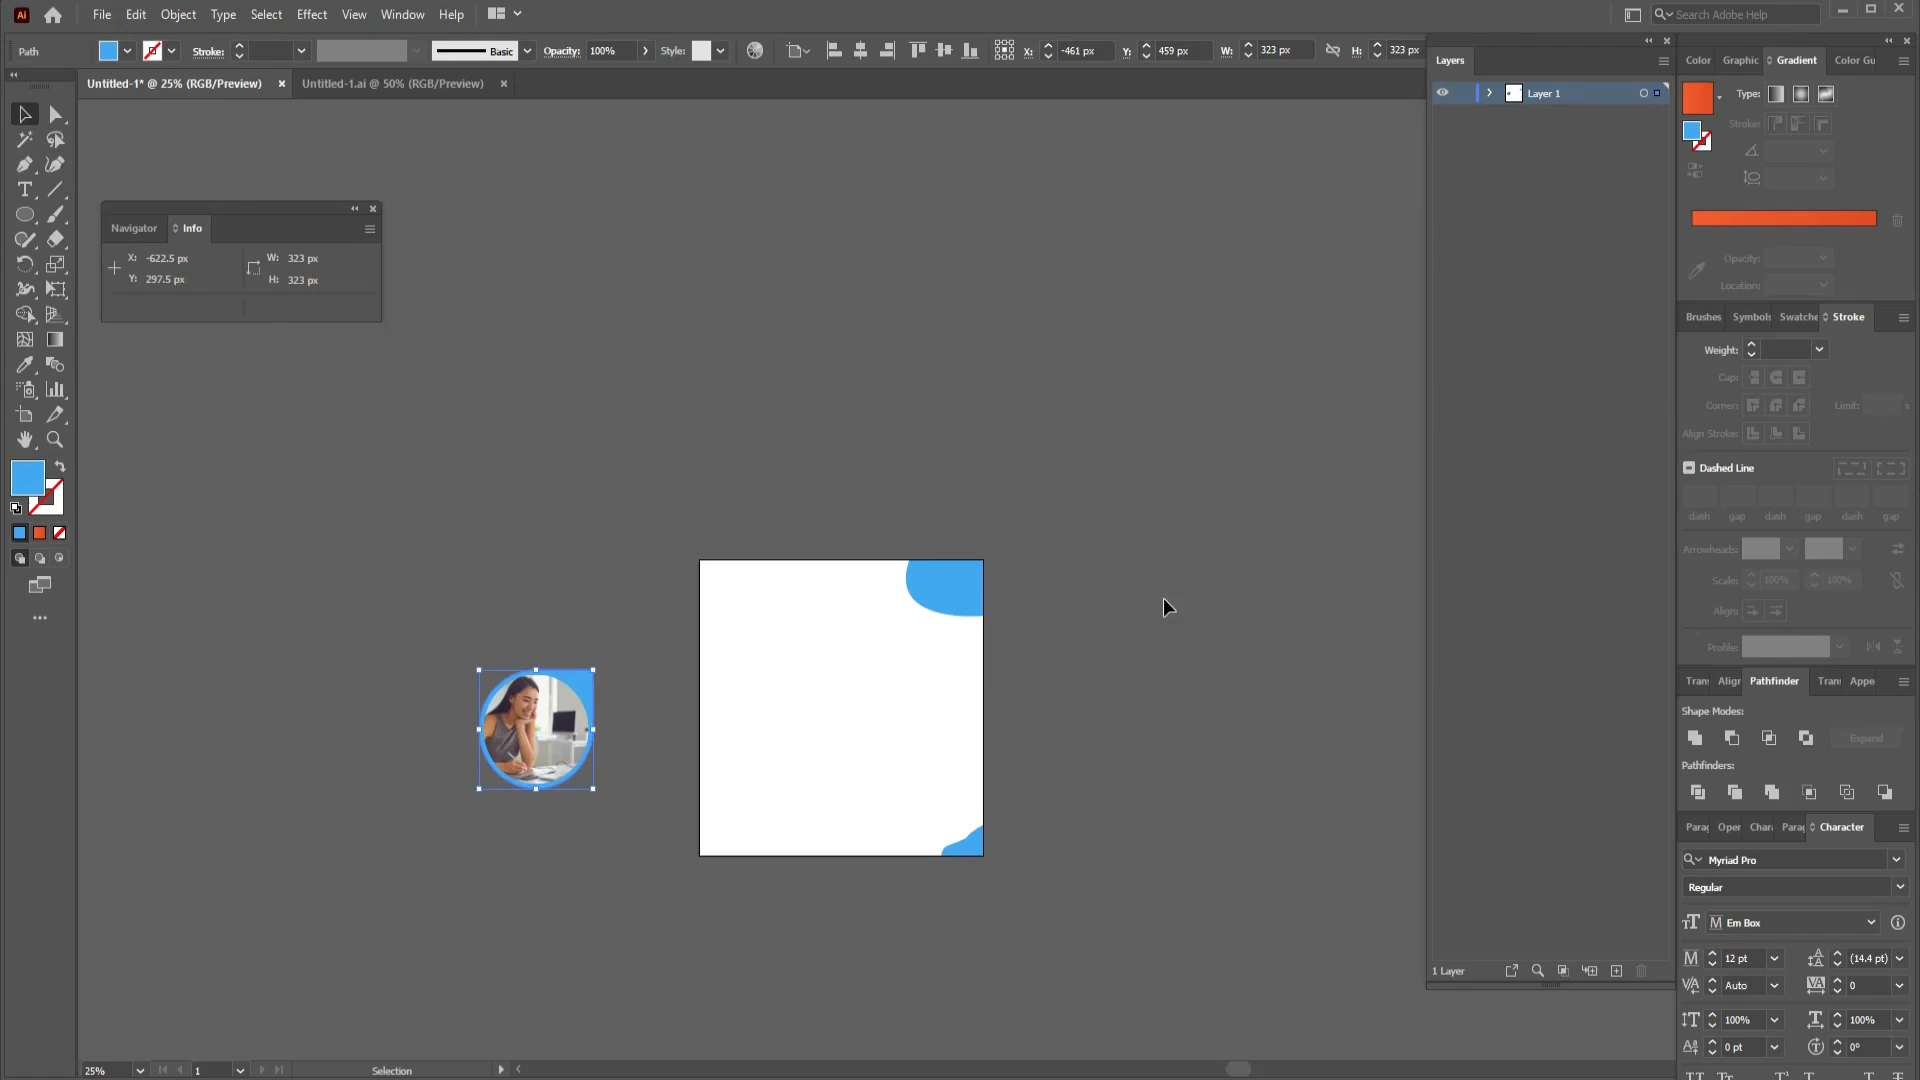 Ai File Edit Object Type Select Effect View Window Help Search Adobe Help
Path Stroke: Basic Opacity: 100% Style: X: -461 px Y: 459 px W: 323 px H: 323 px
Untitled-1* @ 25% (RGB/Preview) × Untitled-1.ai @ 50% (RGB/Preview) ×
Navigator Info
X: -622.5 px W: 323 px
Y: 297.5 px H: 323 px
Layers
Layer 1
1 Layer
Color Graphic Gradient Color Gu
Type:
Stroke:
Opacity:
Location:
Brushes Symbols Swatche Stroke
Weight:
Cap:
Corner: Limit: x
Align Stroke:
Dashed Line
dash gap dash gap dash gap
Arrowheads:
Scale: 100% 100%
Align:
Profile:
Trans Align Pathfinder Trans Appe
Shape Modes:
Expand
Pathfinders:
Parag Oper Chara Parag Character
Myriad Pro
Regular
Em Box
12 pt (14.4 pt)
Auto 0
100% 100%
0 pt 0°
25% 1 Selection